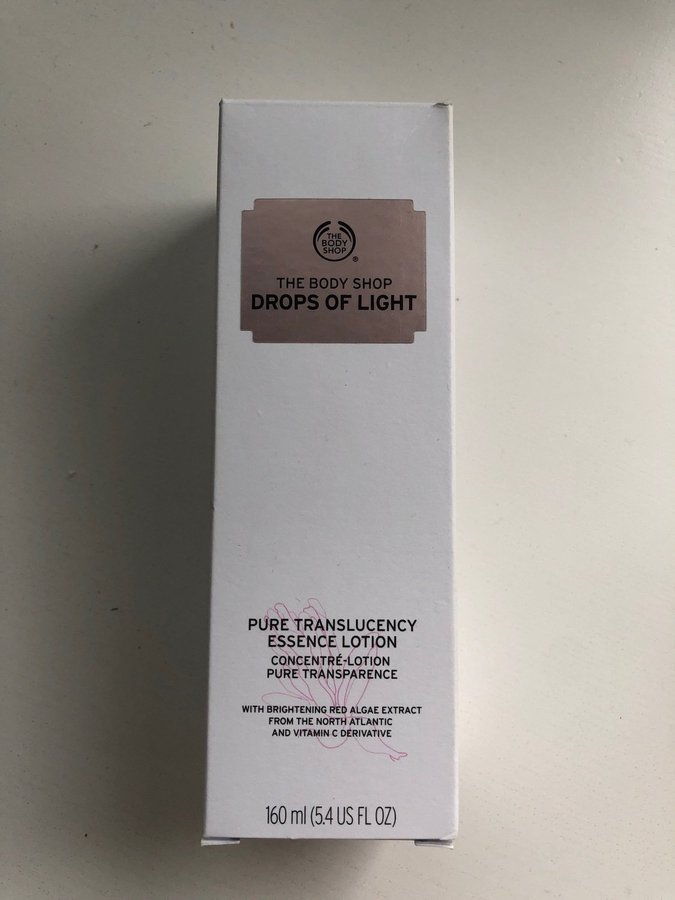 THE
BODY
SHOP
®
THE BODY SHOP
DROPS OF LIGHT
PURE TRANSLUCENCY
ESSENCE LOTION
CONCENTRÉ-LOTION
PURE TRANSPARENCE
WITH BRIGHTENING RED ALGAE EXTRACT
FROM THE NORTH ATLANTIC
AND VITAMIN C DERIVATIVE
160 ml (5.4 US FL OZ)